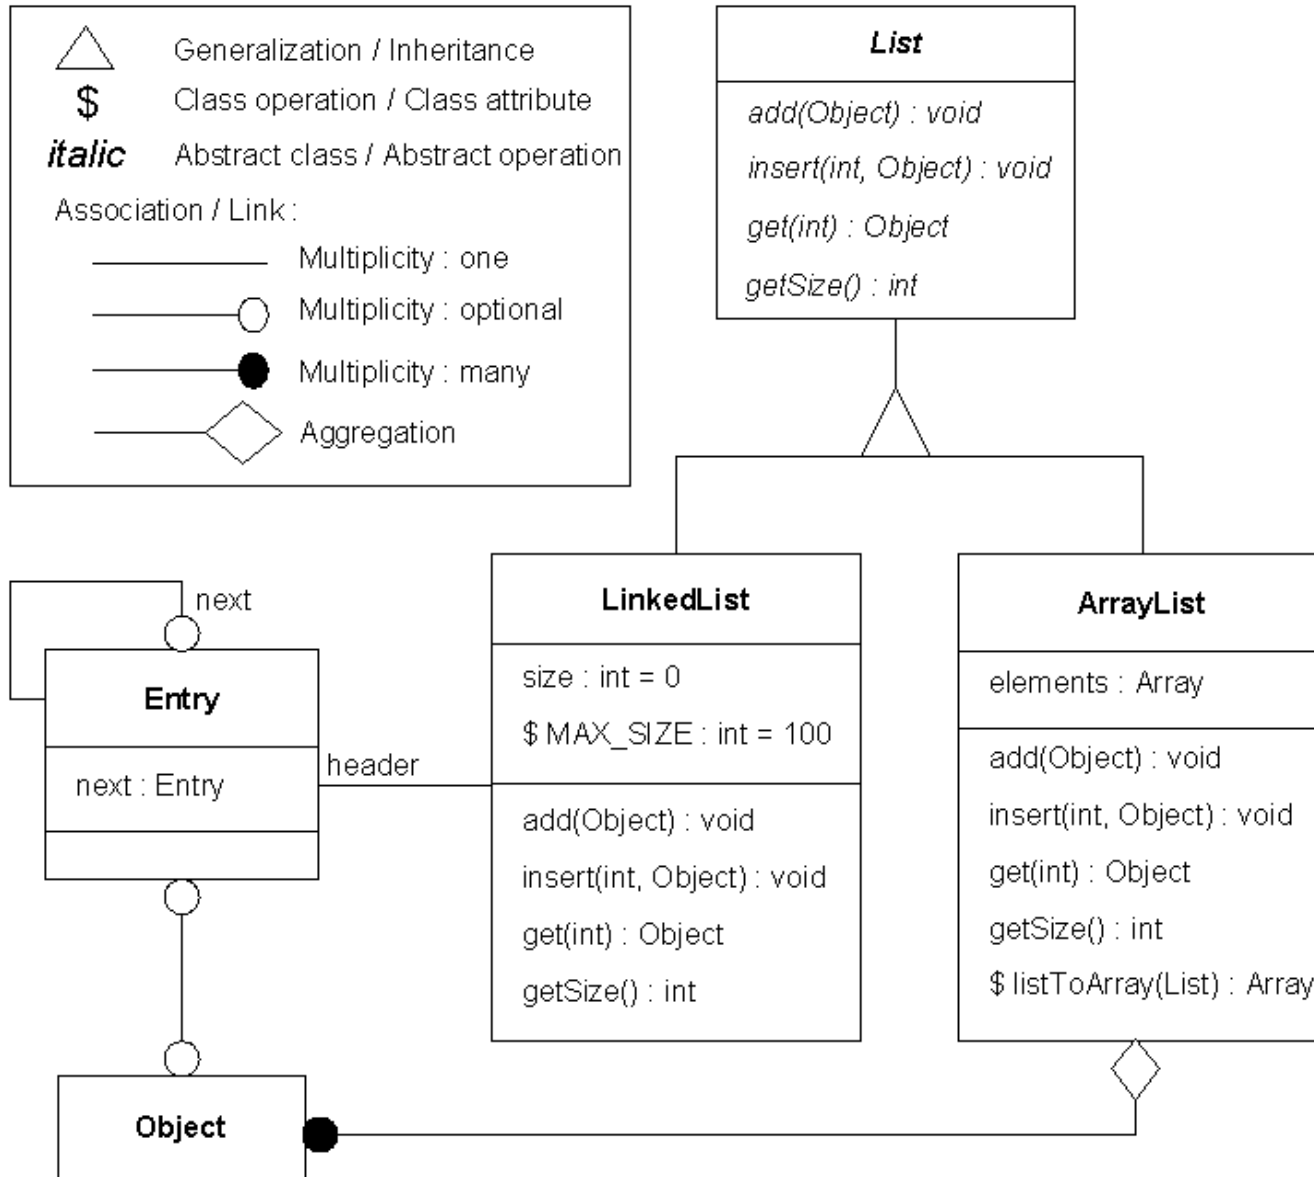 Generalization / Inheritance
$ Class operation / Class attribute
italic Abstract class / Abstract operation
Association / Link :
Multiplicity : one
Multiplicity : optional
Multiplicity : many
Aggregation
List
add(Object) : void
insert(int, Object) : void
get(int) : Object
getSize() : int
next
Entry
next : Entry
header
LinkedList
size : int = 0
$ MAX_SIZE : int = 100
add(Object) : void
insert(int, Object) : void
get(int) : Object
getSize() : int
ArrayList
elements : Array
add(Object) : void
insert(int, Object) : void
get(int) : Object
getSize() : int
$ listToArray(List) : Array
Object